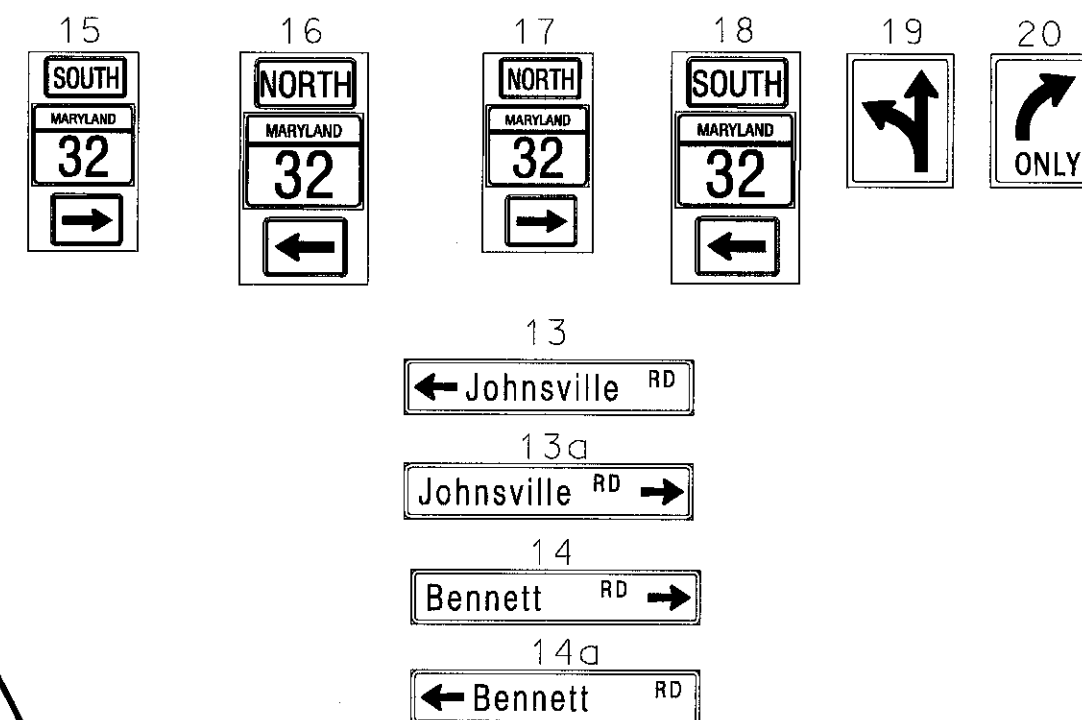 15 16 17 18 19 20
SOUTH NORTH NORTH SOUTH
MARYLAND MARYLAND MARYLAND MARYLAND
32 32 32 32
ONLY
13
Johnsville RD
13a
Johnsville RD
14
Bennett RD
14a
Bennett RD